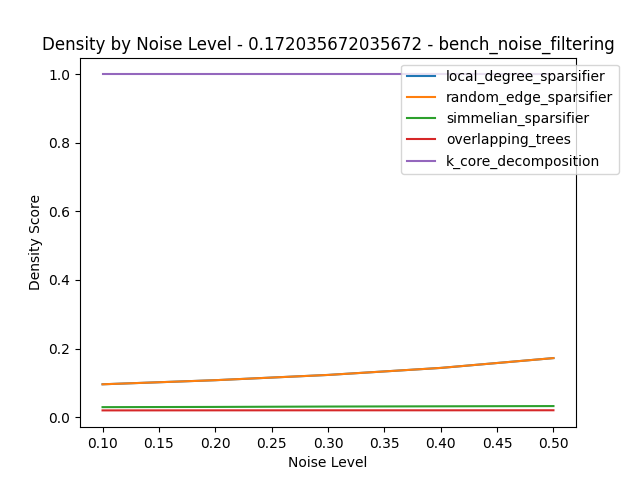 Density by Noise Level - 0.172035672035672 - bench_noise_filtering
local_degree_sparsifier
random_edge_sparsifier
simmelian_sparsifier
overlapping_trees
k_core_decomposition
1.0
0.8
0.6
0.4
0.2
0.0
Density Score
0.10 0.15 0.20 0.25 0.30 0.35 0.40 0.45 0.50
Noise Level